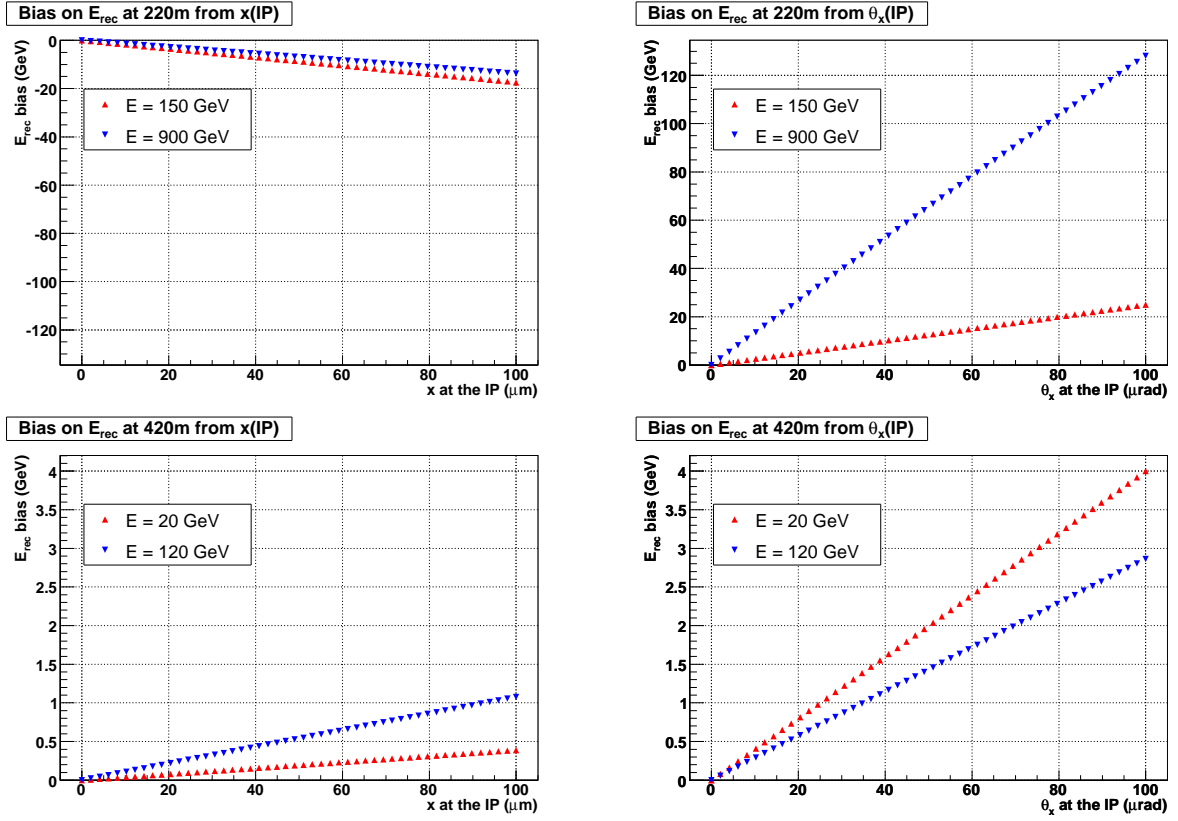 Bias on E_rec at 220m from x(IP)
E_rec bias (GeV)
0
-20
-40
-60
-80
-100
-120
E = 150 GeV
E = 900 GeV
0 20 40 60 80 100
x at the IP (μm)
Bias on E_rec at 220m from θ_x(IP)
E_rec bias (GeV)
120
100
80
60
40
20
0
E = 150 GeV
E = 900 GeV
0 20 40 60 80 100
θ_x at the IP (μrad)
Bias on E_rec at 420m from x(IP)
E_rec bias (GeV)
4
3.5
3
2.5
2
1.5
1
0.5
0
E = 20 GeV
E = 120 GeV
0 20 40 60 80 100
x at the IP (μm)
Bias on E_rec at 420m from θ_x(IP)
E_rec bias (GeV)
4
3.5
3
2.5
2
1.5
1
0.5
0
E = 20 GeV
E = 120 GeV
0 20 40 60 80 100
θ_x at the IP (μrad)